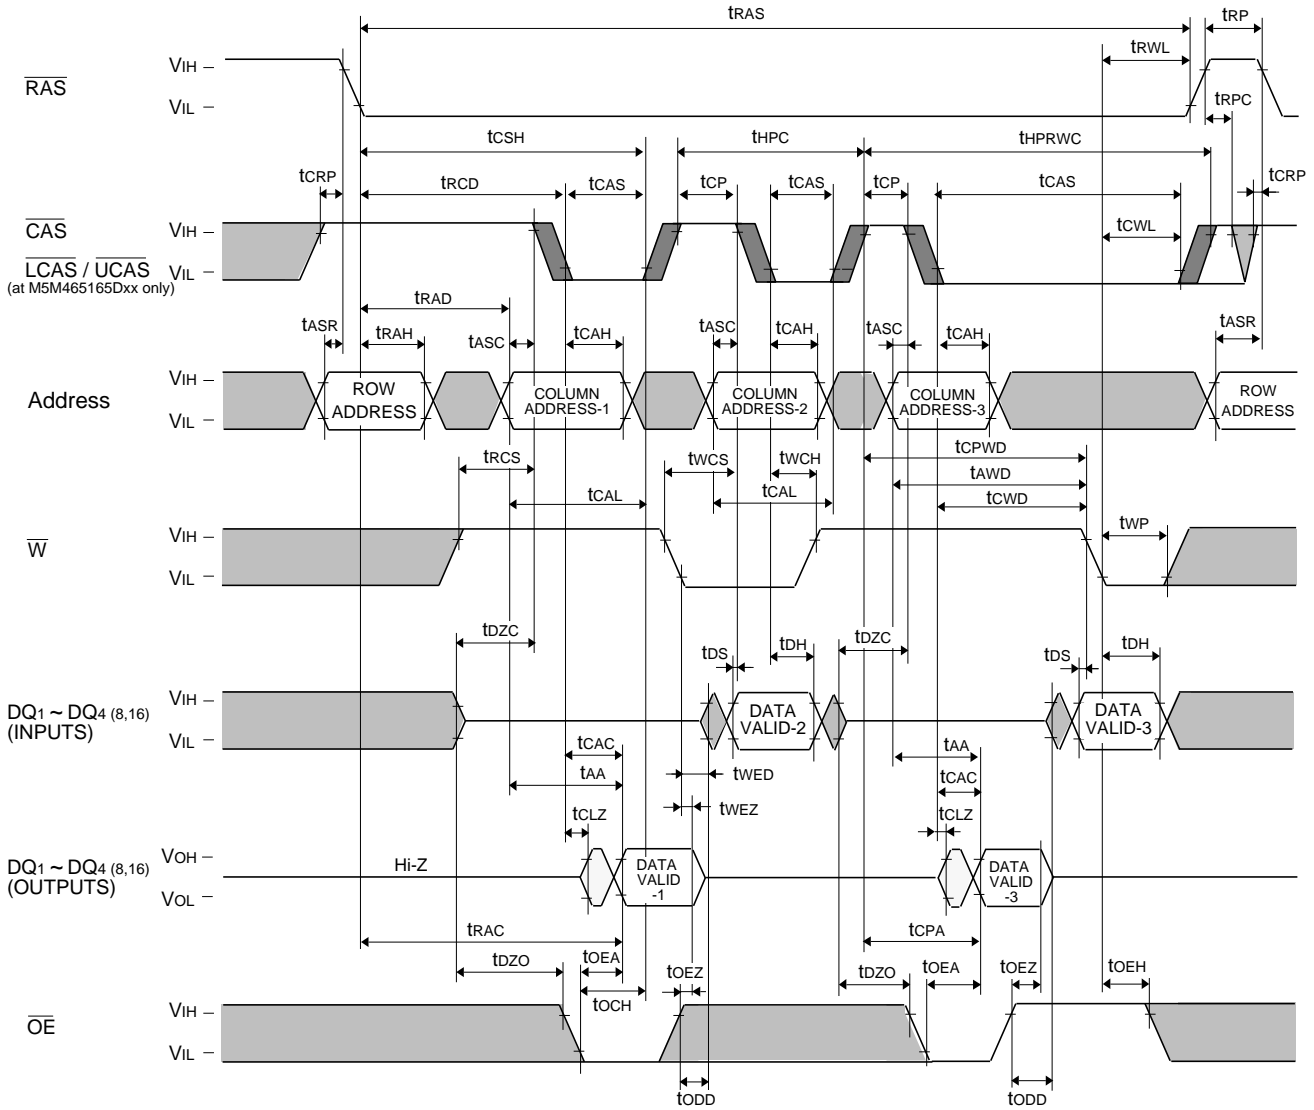 tRAS
tRP
tRWL
RAS
VIH
VIL
tRPC
tCSH
tHPC
tHPRWC
tCRP
tRCD
tCAS
tCP
tCAS
tCP
tCAS
tCRP
CAS
VIH
tCWL
LCAS / UCAS
VIL
(at M5M465165Dxx only)
tRAD
tASR
tRAH
tASC
tCAH
tASC
tCAH
tASC
tCAH
tASR
Address
VIH
VIL
ROW
ADDRESS
COLUMN
ADDRESS-1
COLUMN
ADDRESS-2
COLUMN
ADDRESS-3
ROW
ADDRESS
tRCS
tWCS
tWCH
tCPWD
tCAL
tCAL
tAWD
tCWD
tWP
W
VIH
VIL
tDZC
tDS
tDH
tDZC
tDS
tDH
DQ1 ~ DQ4 (8,16)
(INPUTS)
VIH
VIL
DATA
VALID-2
DATA
VALID-3
tCAC
tAA
tWED
tAA
tCAC
tCLZ
tWEZ
tCLZ
DQ1 ~ DQ4 (8,16)
(OUTPUTS)
VOH
VOL
Hi-Z
DATA
VALID
-1
DATA
VALID
-3
tRAC
tCPA
tDZO
tOEA
tOEZ
tDZO
tOEA
tOEZ
tOEH
tOCH
OE
VIH
VIL
tODD
tODD